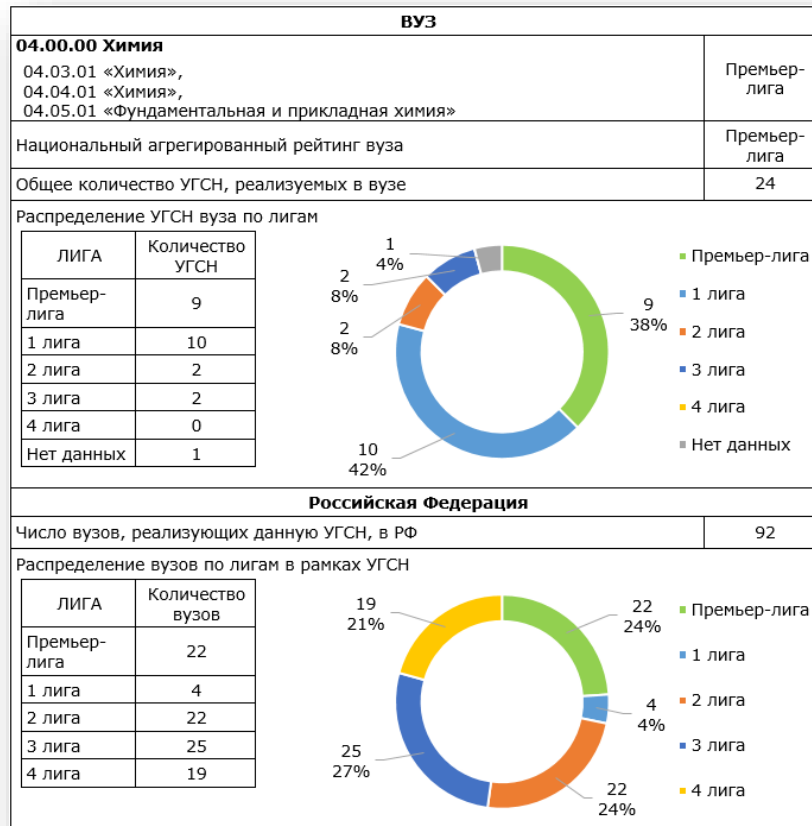 ВУЗ
04.00.00 Химия
04.03.01 «Химия»,
04.04.01 «Химия»,
04.05.01 «Фундаментальная и прикладная химия»
Премьер-
лига
Национальный агрегированный рейтинг вуза
Премьер-
лига
Общее количество УГСН, реализуемых в вузе
24
Распределение УГСН вуза по лигам
ЛИГА
Количество
УГСН
Премьер-
лига
9
1 лига
10
2 лига
2
3 лига
2
4 лига
0
Нет данных
1
1
4%
2
8%
2
8%
9
38%
10
42%
Премьер-лига
1 лига
2 лига
3 лига
4 лига
Нет данных
Российская Федерация
Число вузов, реализующих данную УГСН, в РФ
92
Распределение вузов по лигам в рамках УГСН
ЛИГА
Количество
вузов
Премьер-
лига
22
1 лига
4
2 лига
22
3 лига
25
4 лига
19
19
21%
22
24%
4
4%
25
27%
22
24%
Премьер-лига
1 лига
2 лига
3 лига
4 лига